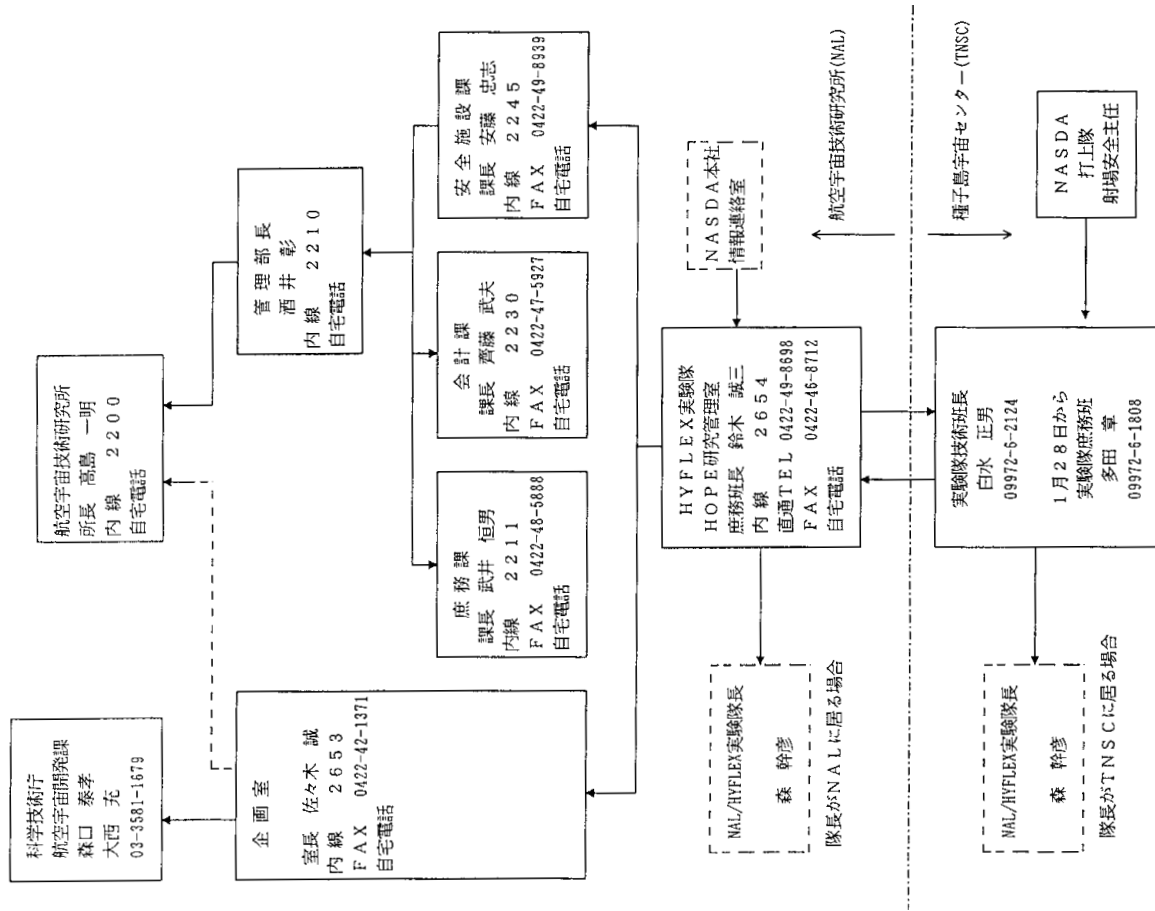 科学技術庁
航空宇宙開発課
森口　泰孝
大西　充
03-3581-1679
航空宇宙技術研究所
所長　高島　一明
内線　２２００
自宅電話
企画室
室長　佐々木　誠
内線　２６５３
ＦＡＸ　0422-42-1371
自宅電話
管理部長
酒井　彰
内線　２２１０
自宅電話
庶務課
課長　武井　恒男
内線　２２１１
ＦＡＸ　0422-48-5888
自宅電話
会計課
課長　齊藤　武夫
内線　２２３０
ＦＡＸ　0422-47-5927
自宅電話
安全施設課
課長　安藤　忠志
内線　２２４５
ＦＡＸ　0422-49-8939
自宅電話
ＨＹＦＬＥＸ実験隊
ＨＯＰＥ研究管理室
庶務班長　鈴木　誠三
内線　２６５４
直通ＴＥＬ 0422-49-8698
ＦＡＸ　0422-46-8712
自宅電話
ＮＡＳＤＡ本社
情報連絡室
NAL/HYFLEX実験隊長
森　幹彦
隊長がＮＡＬに居る場合
航空宇宙技術研究所(NAL)
種子島宇宙センター(TNSC)
実験隊技術班長
白水　正男
09972-6-2124
１月２８日から
実験隊庶務班
多田　章
09972-6-1808
ＮＡＳＤＡ
打上隊
射場安全主任
NAL/HYFLEX実験隊長
森　幹彦
隊長がＴＮＳＣに居る場合